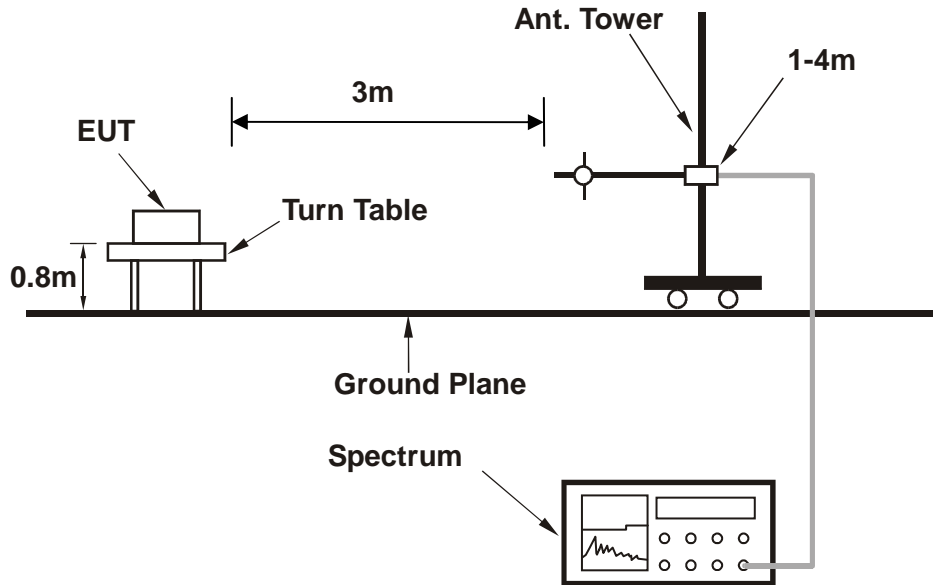 Ant. Tower
1-4m
3m
EUT
Turn Table
0.8m
Ground Plane
Spectrum